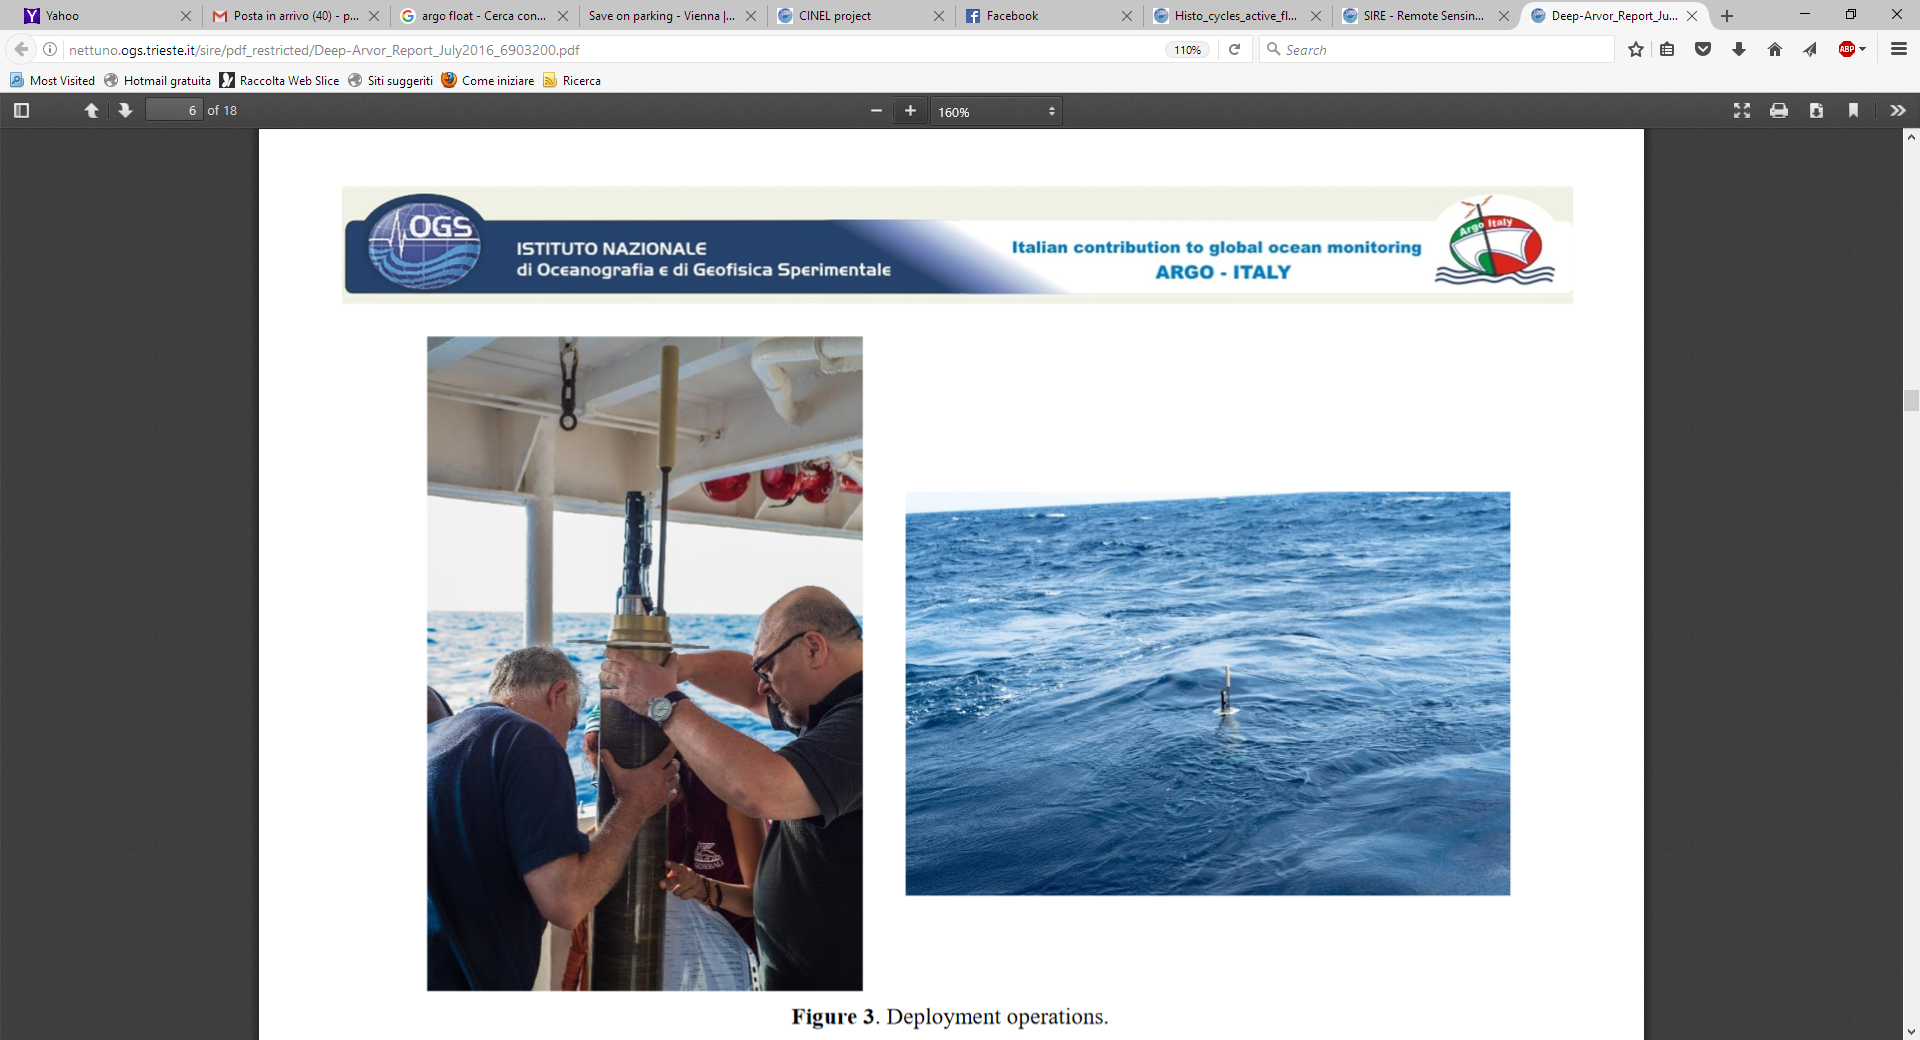 Yahoo
Posta in arrivo (40) - p...
argo float - Cerca con...
Save on parking - Vienna |...
CINEL project
Facebook
Histo_cycles_active_fl...
SIRE - Remote Sensin...
Deep-Arvor_Report_Ju...
nettuno.ogs.trieste.it/sire/pdf_restricted/Deep-Arvor_Report_July2016_6903200.pdf
110%
Search
ABP
Most Visited
Hotmail gratuita
Raccolta Web Slice
Siti suggeriti
Come iniziare
Ricerca
6 of 18
160%
OGS
ISTITUTO NAZIONALE
di Oceanografia e di Geofisica Sperimentale
Italian contribution to global ocean monitoring
ARGO - ITALY
Argo Italy
GENERALI
Figure 3. Deployment operations.